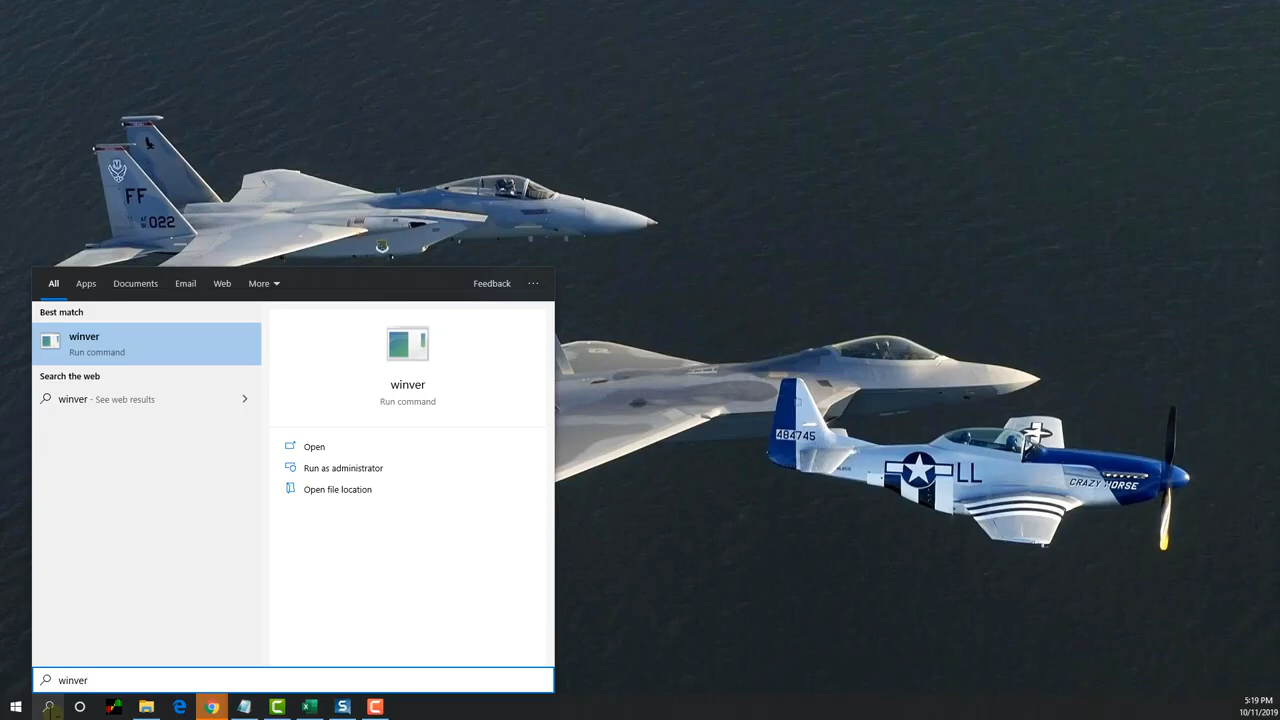 FF
AF
022
All Apps Documents Email Web More Feedback ...
Best match
winver
Run command
Search the web
winver - See web results
winver
Run command
Open
Run as administrator
Open file location
484745
LL
CRAZY HORSE
winver
5:19 PM
10/11/2019